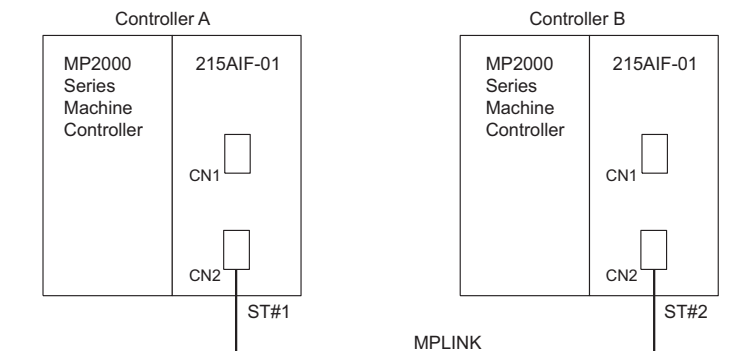 Controller A
MP2000
Series
Machine
Controller
215AIF-01
CN1
CN2
ST#1
Controller B
MP2000
Series
Machine
Controller
215AIF-01
CN1
CN2
ST#2
MPLINK